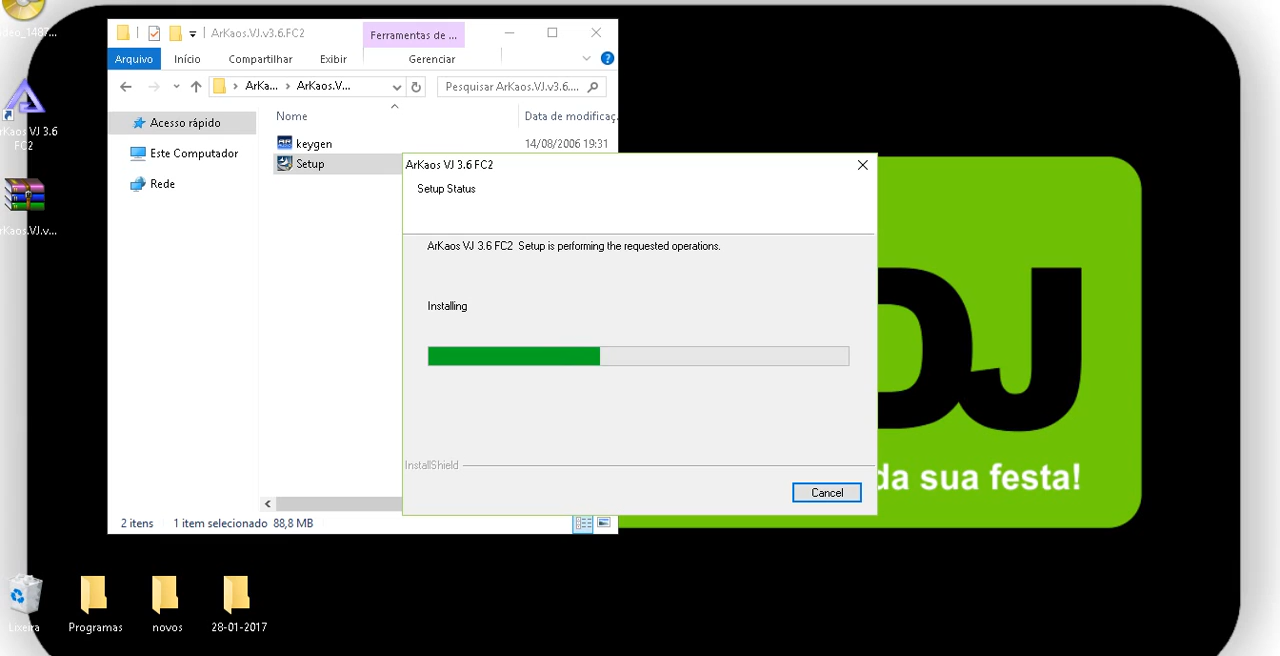 ArKaos.VJ.v3.6.FC2
Ferramentas de ...
Arquivo
Início
Compartilhar
Exibir
Gerenciar
ArKa...
ArKaos.V...
Pesquisar ArKaos.VJ.v3.6....
Acesso rápido
Este Computador
Rede
Nome
Data de modificaç
keygen
14/08/2006 19:31
Setup
2 itens
1 item selecionado 88,8 MB
ArKaos VJ 3.6 FC2
Setup Status
ArKaos VJ 3.6 FC2 Setup is performing the requested operations.
Installing
InstallShield
Cancel
DJ
da sua festa!
deo_1487...
rKaos VJ 3.6
FC2
rKaos.VJ.v...
Lixeira
Programas
novos
28-01-2017